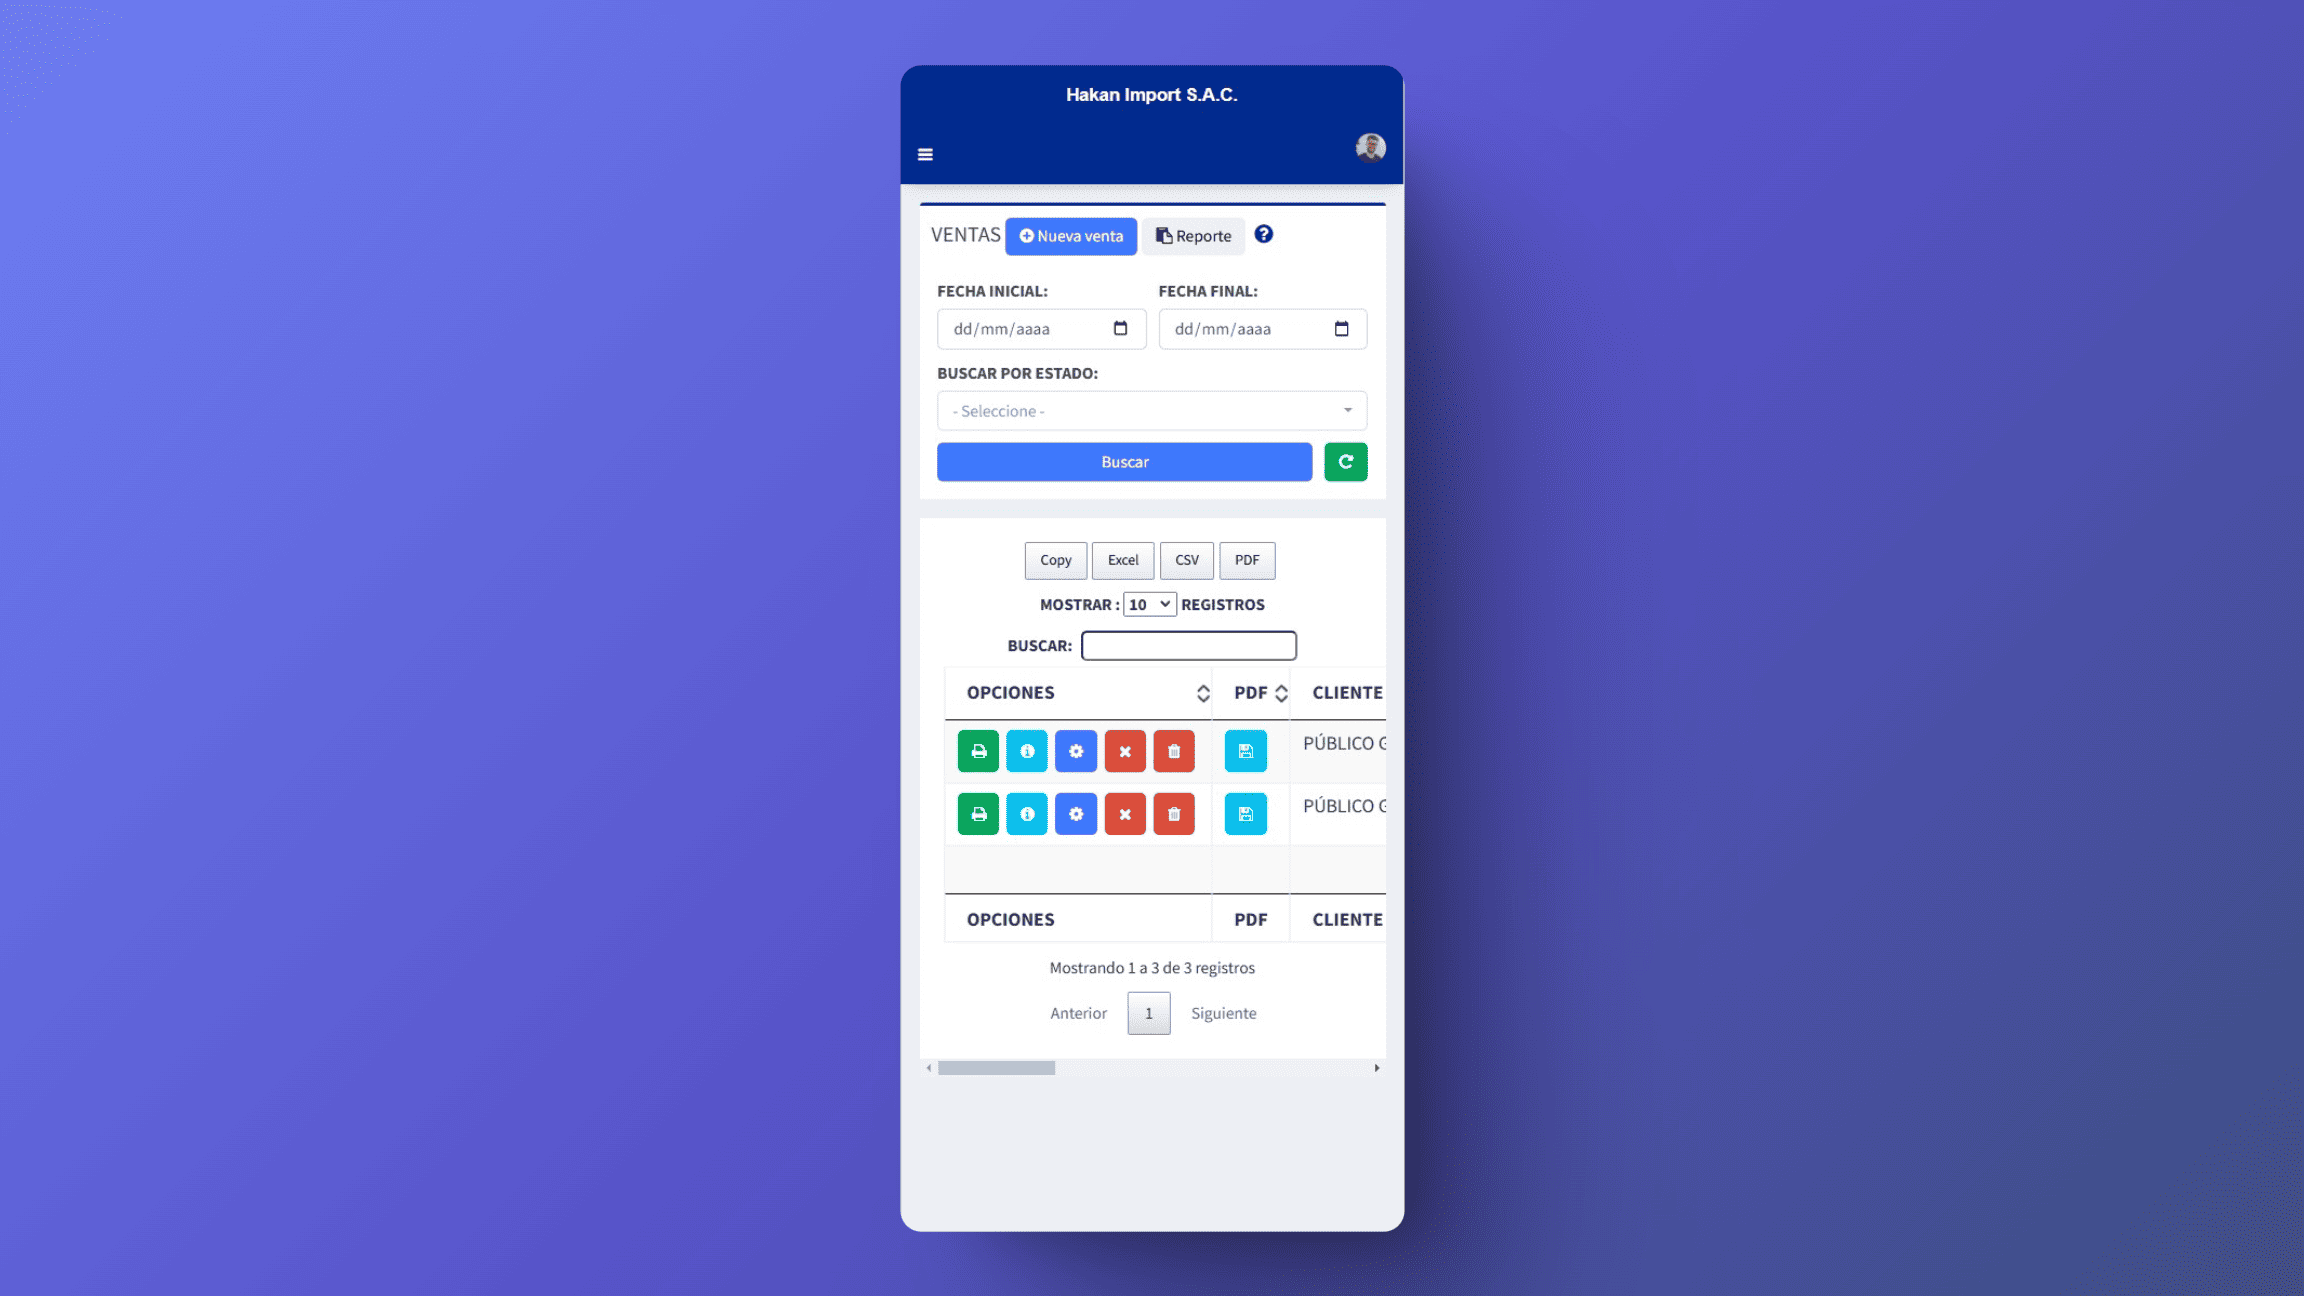 Hakan Import S.A.C.
VENTAS Nueva venta Reporte
FECHA INICIAL: FECHA FINAL:
dd/mm/aaaa dd/mm/aaaa
BUSCAR POR ESTADO:
- Seleccione -
Buscar
Copy Excel CSV PDF
MOSTRAR : 10 REGISTROS
BUSCAR:
OPCIONES PDF CLIENTE
PÚBLICO G
PÚBLICO G
OPCIONES PDF CLIENTE
Mostrando 1 a 3 de 3 registros
Anterior 1 Siguiente